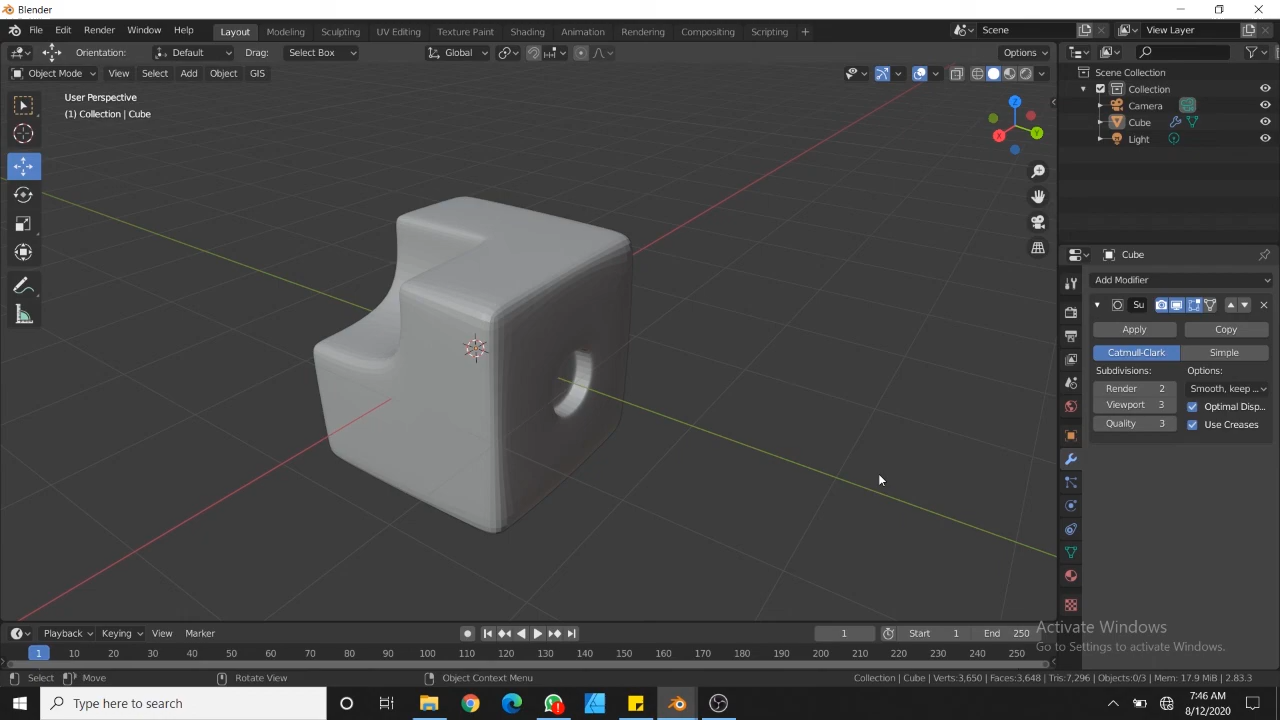 Blender
File Edit Render Window Help Layout Modeling Sculpting UV Editing Texture Paint Shading Animation Rendering Compositing Scripting + Scene View Layer
Orientation: Default Drag: Select Box Global Options
Object Mode View Select Add Object GIS
User Perspective
(1) Collection | Cube
Z
Y
X
Scene Collection
Collection
Camera
Cube
Light
Cube
Add Modifier
Su
Apply Copy
Catmull-Clark Simple
Subdivisions: Options:
Render 2 Smooth, keep ...
Viewport 3 Optimal Disp...
Quality 3 Use Creases
Activate Windows
Go to Settings to activate Windows.
Playback Keying View Marker 1 Start 1 End 250
1 10 20 30 40 50 60 70 80 90 100 110 120 130 140 150 160 170 180 190 200 210 220 230 240 250
Select Move Rotate View Object Context Menu Collection | Cube | Verts:3,650 | Faces:3,648 | Tris:7,296 | Objects:0/3 | Mem: 17.9 MiB | 2.83.3
Type here to search
7:46 AM
8/12/2020